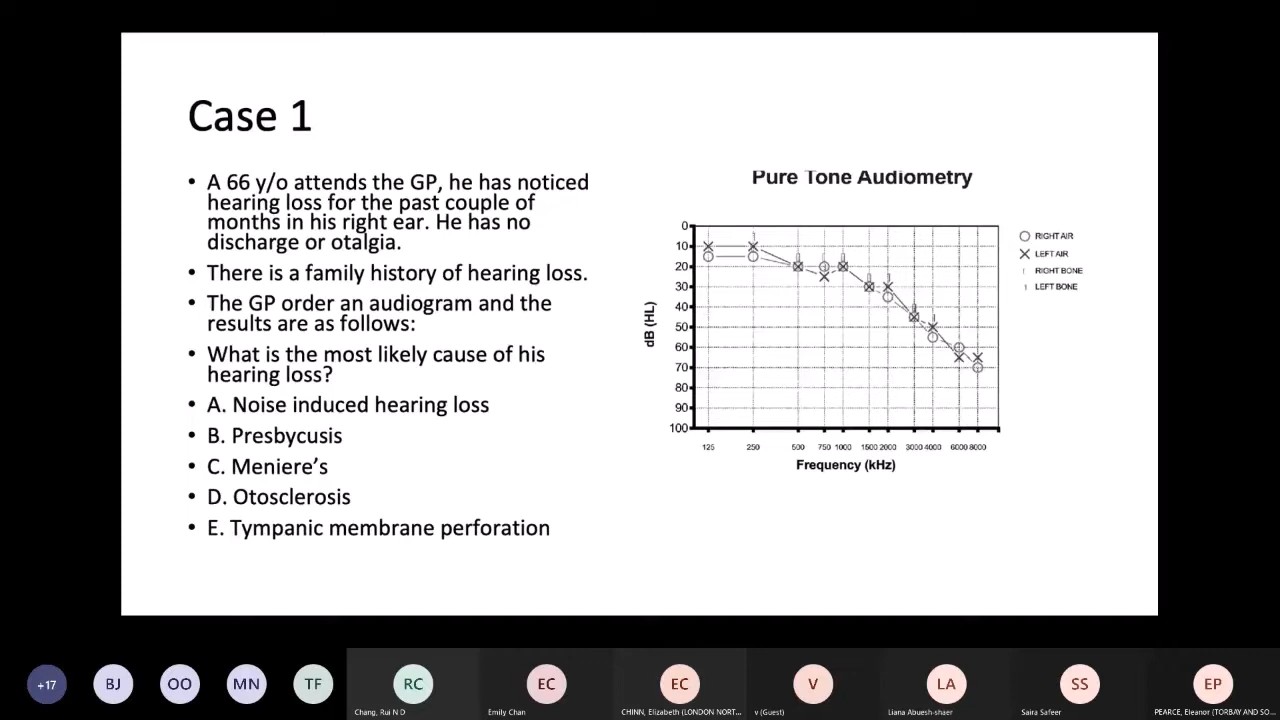 Case 1
• A 66 y/o attends the GP, he has noticed
hearing loss for the past couple of
months in his right ear. He has no
discharge or otalgia.
• There is a family history of hearing loss.
• The GP order an audiogram and the
results are as follows:
• What is the most likely cause of his
hearing loss?
• A. Noise induced hearing loss
• B. Presbycusis
• C. Meniere's
• D. Otosclerosis
• E. Tympanic membrane perforation
Pure Tone Audiometry
0
10
20
30
40
50
60
70
80
90
100
dB (HL)
125 250 500 750 1000 1500 2000 3000 4000 6000 8000
Frequency (kHz)
RIGHT AIR
LEFT AIR
RIGHT BONE
LEFT BONE
+17 BJ OO MN TF RC EC EC V LA SS EP
Chang, Rui N D
Emily Chan
CHINN, Elizabeth (LONDON NORT...
v (Guest)
Liana Abuesh-shaer
Saira Safeer
PEARCE, Eleanor (TORBAY AND SO...